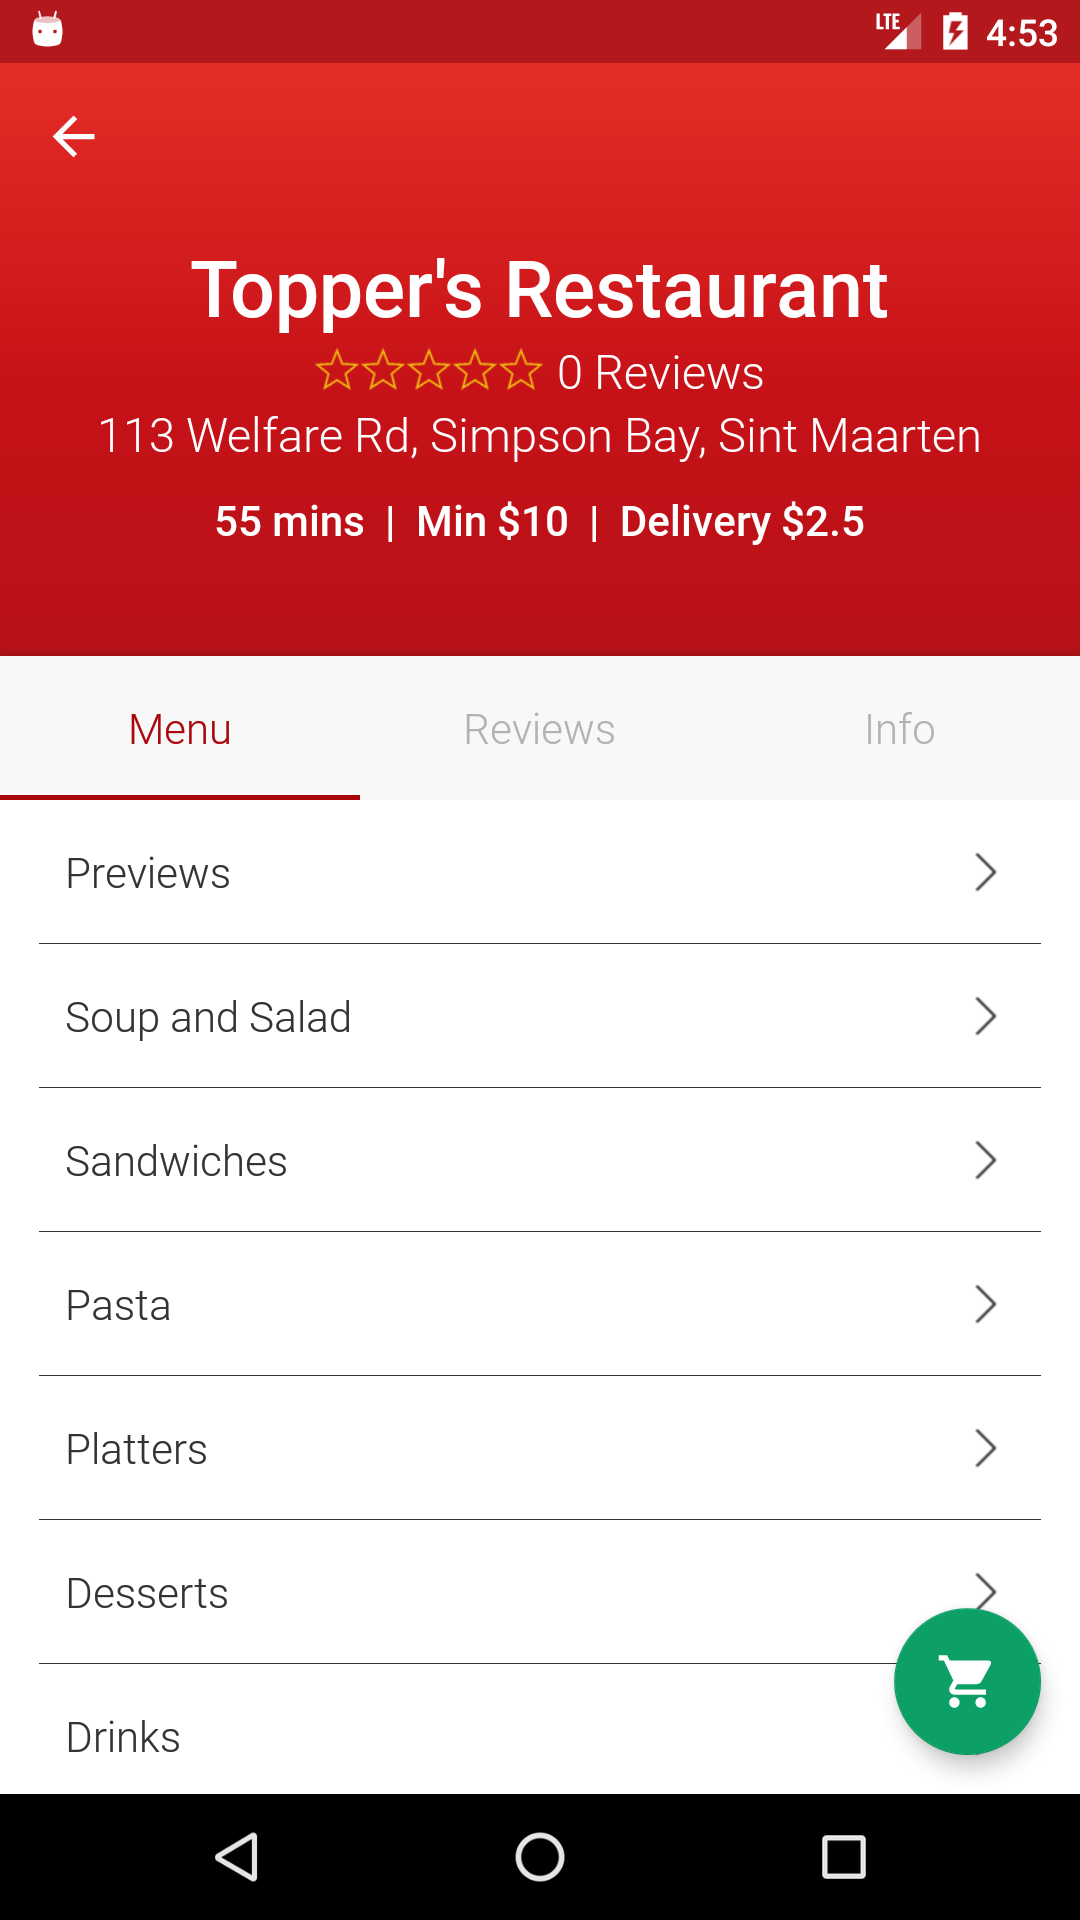 LTE 4:53
Topper's Restaurant
0 Reviews
113 Welfare Rd, Simpson Bay, Sint Maarten
55 mins | Min $10 | Delivery $2.5
Menu Reviews Info
Previews
Soup and Salad
Sandwiches
Pasta
Platters
Desserts
Drinks